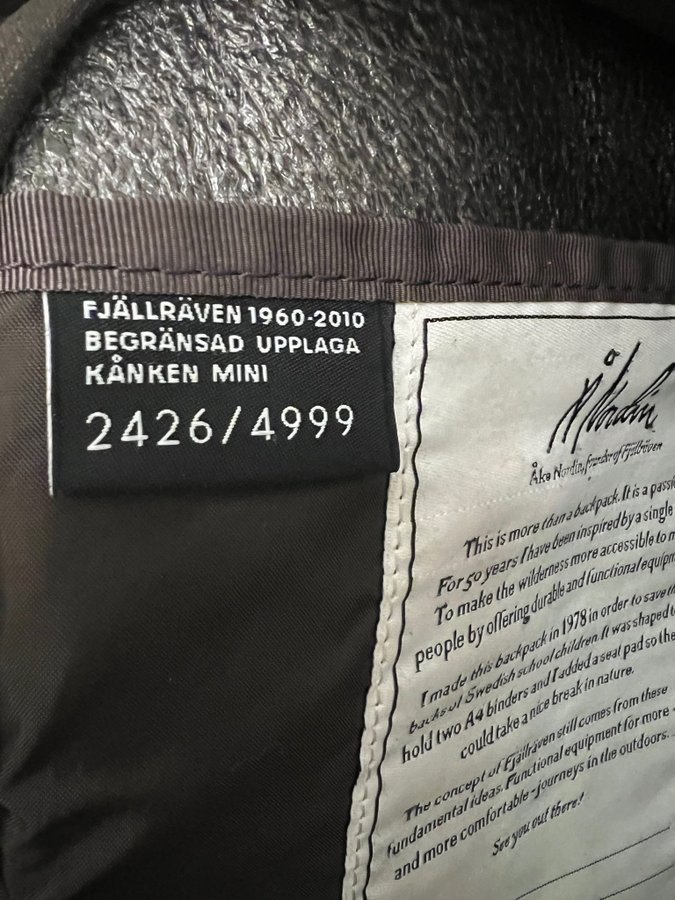 FJÄLLRÄVEN 1960-2010
BEGRÄNSAD UPPLAGA
KÅNKEN MINI
2426/4999
Å Nordin
Åke Nordin, founder of Fjällräven
This is more than a backpack. It is a
For 50 years I have been inspired by a single
To make the wilderness more accessible to
people by offering durable and functional
I made this backpack in 1978 in order to save
backs of Swedish school children. It was shaped
hold two A4 binders and I added a seat pad so
could take a nice break in nature.
The concept of Fjällräven still comes from these
fundamental ideas. Functional equipment for more
and more comfortable journeys in the outdoors.
See you out there!